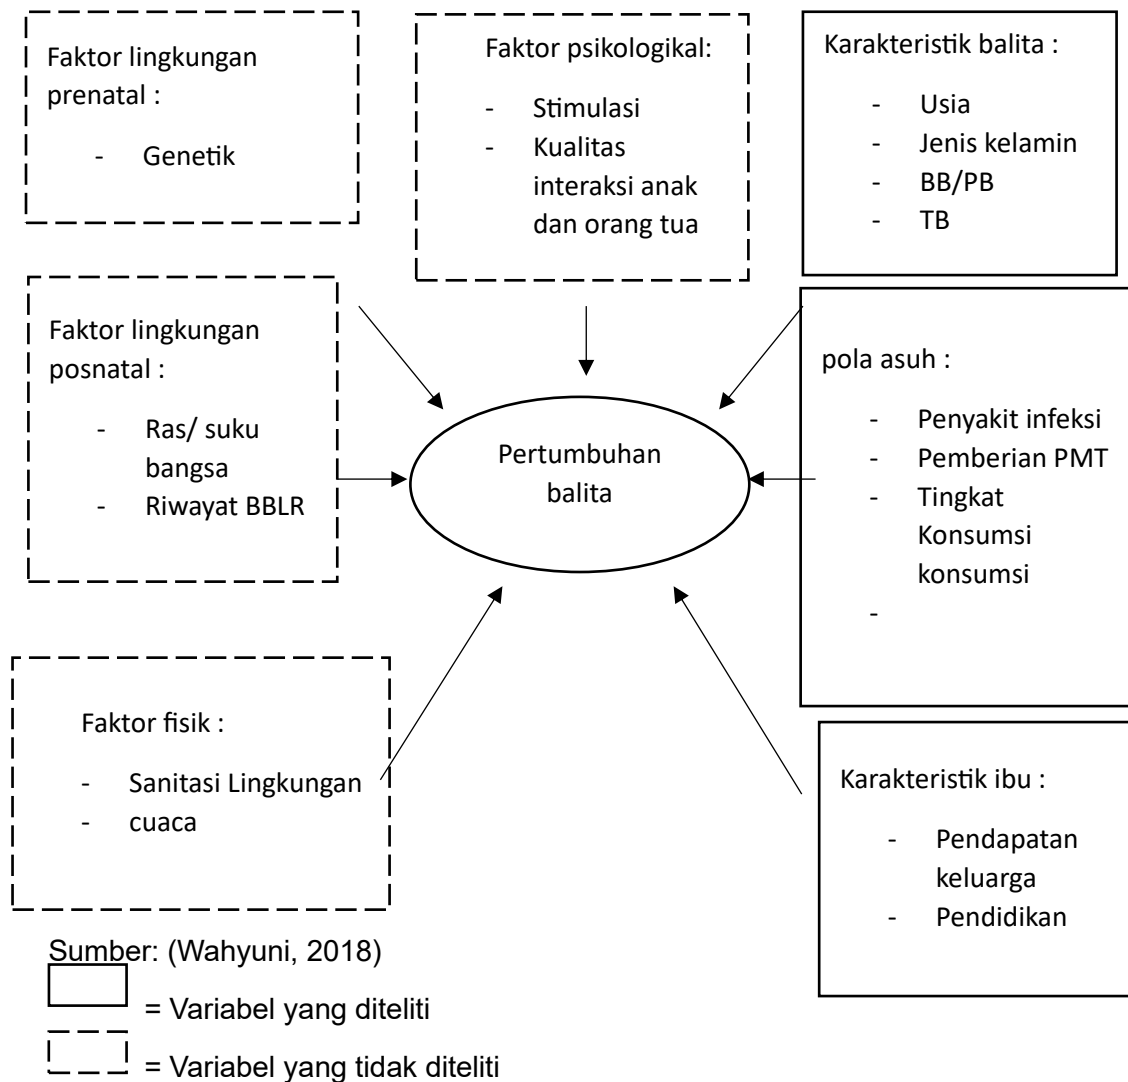 Faktor lingkungan
prenatal :
- Genetik
Faktor psikologikal:
- Stimulasi
- Kualitas
interaksi anak
dan orang tua
Karakteristik balita :
- Usia
- Jenis kelamin
- BB/PB
- TB
Faktor lingkungan
posnatal :
- Ras/ suku
bangsa
- Riwayat BBLR
Pertumbuhan
balita
pola asuh :
- Penyakit infeksi
- Pemberian PMT
- Tingkat
Konsumsi
konsumsi
-
Faktor fisik :
- Sanitasi Lingkungan
- cuaca
Karakteristik ibu :
- Pendapatan
keluarga
- Pendidikan
Sumber: (Wahyuni, 2018)
= Variabel yang diteliti
= Variabel yang tidak diteliti